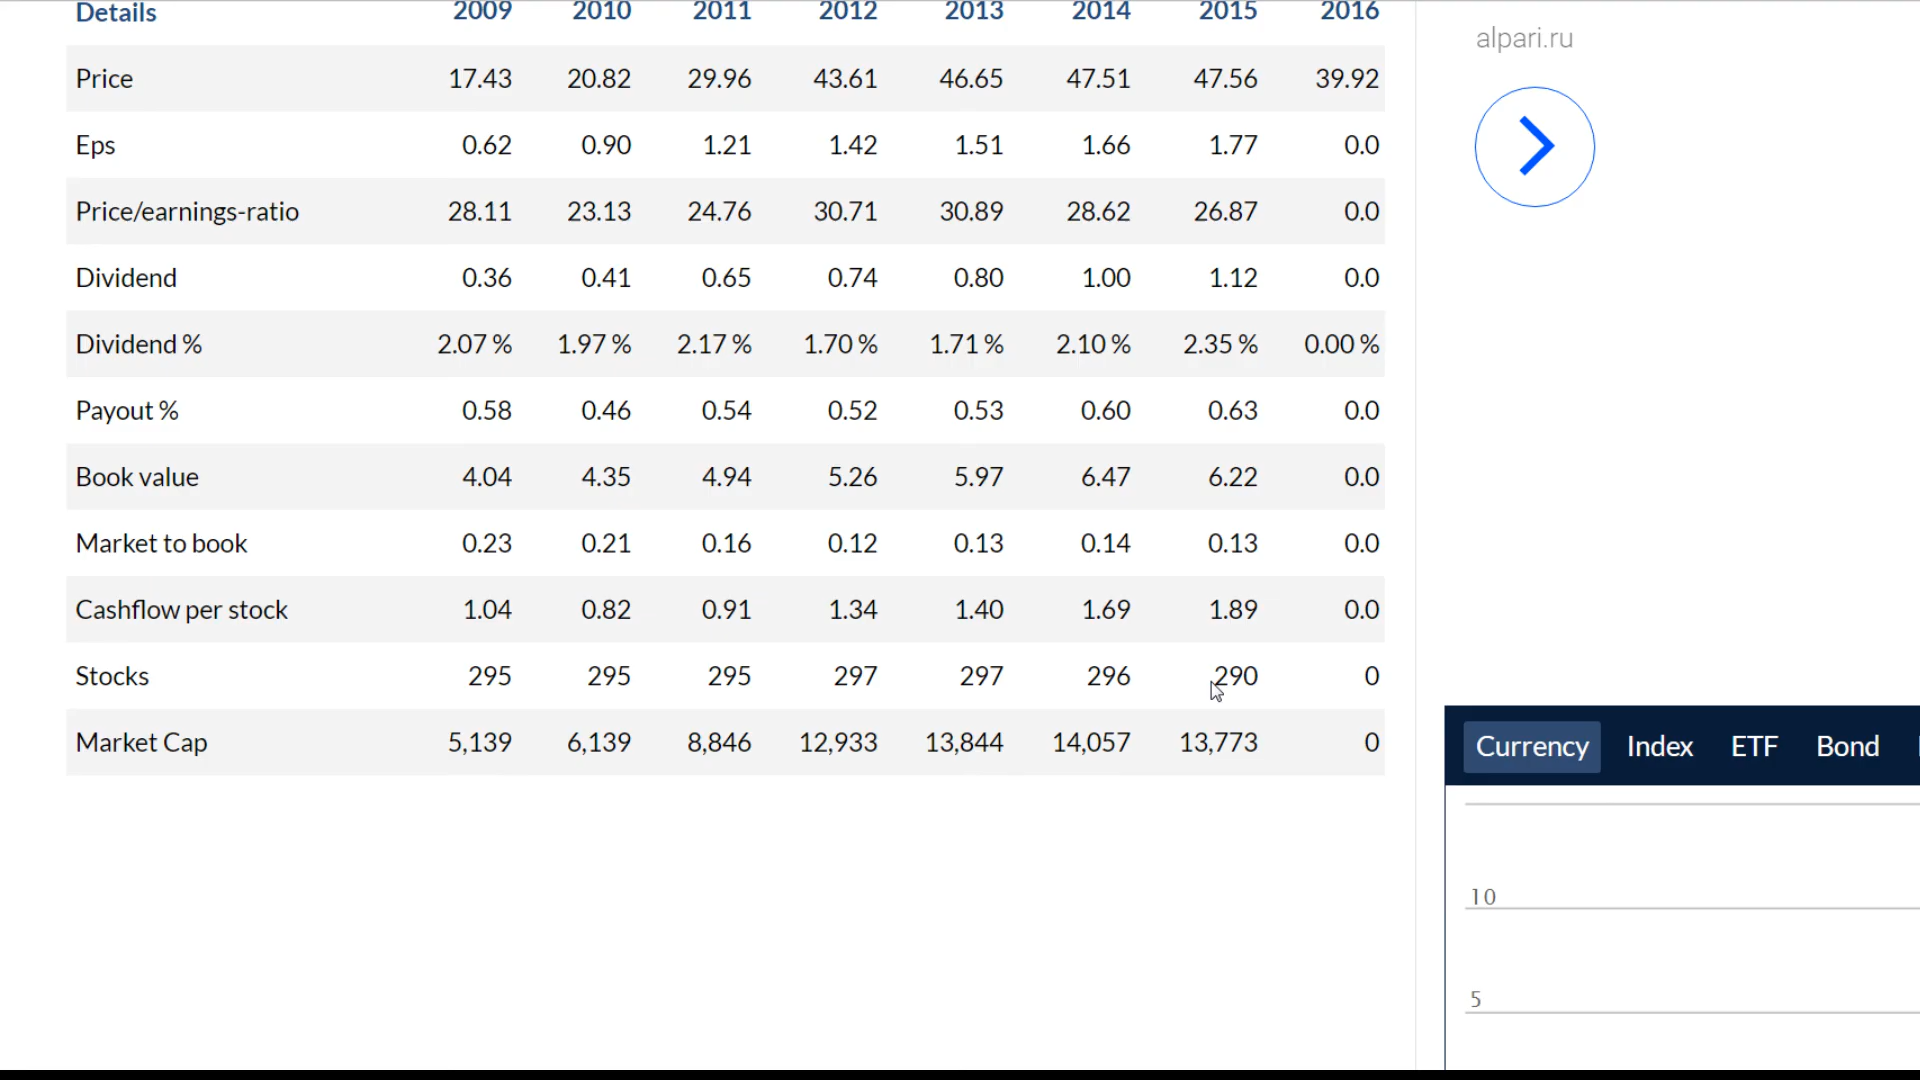 Details 2009 2010 2011 2012 2013 2014 2015 2016
Price 17.43 20.82 29.96 43.61 46.65 47.51 47.56 39.92
Eps 0.62 0.90 1.21 1.42 1.51 1.66 1.77 0.0
Price/earnings-ratio 28.11 23.13 24.76 30.71 30.89 28.62 26.87 0.0
Dividend 0.36 0.41 0.65 0.74 0.80 1.00 1.12 0.0
Dividend % 2.07 % 1.97 % 2.17 % 1.70 % 1.71 % 2.10 % 2.35 % 0.00 %
Payout % 0.58 0.46 0.54 0.52 0.53 0.60 0.63 0.0
Book value 4.04 4.35 4.94 5.26 5.97 6.47 6.22 0.0
Market to book 0.23 0.21 0.16 0.12 0.13 0.14 0.13 0.0
Cashflow per stock 1.04 0.82 0.91 1.34 1.40 1.69 1.89 0.0
Stocks 295 295 295 297 297 296 290 0
Market Cap 5,139 6,139 8,846 12,933 13,844 14,057 13,773 0
alpari.ru
Currency Index ETF Bond
10
5